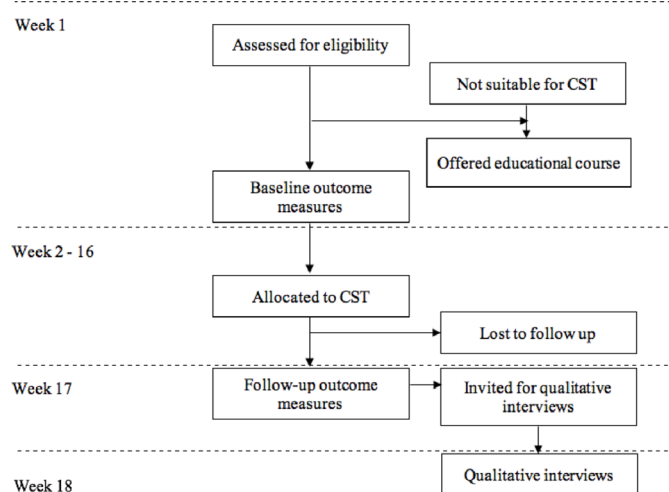 Week 1
Assessed for eligibility
Not suitable for CST
Offered educational course
Baseline outcome
measures
Week 2 - 16
Allocated to CST
Lost to follow up
Week 17
Follow-up outcome
measures
Invited for qualitative
interviews
Qualitative interviews
Week 18